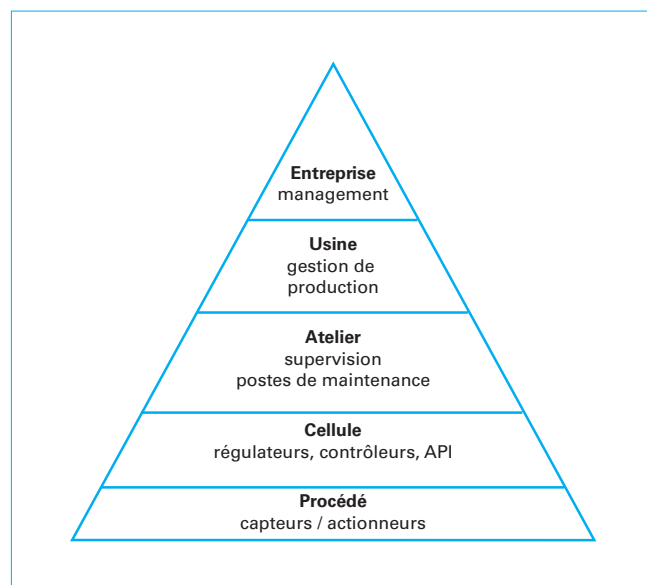 Entreprise
management
Usine
gestion de
production
Atelier
supervision
postes de maintenance
Cellule
régulateurs, contrôleurs, API
Procédé
capteurs / actionneurs